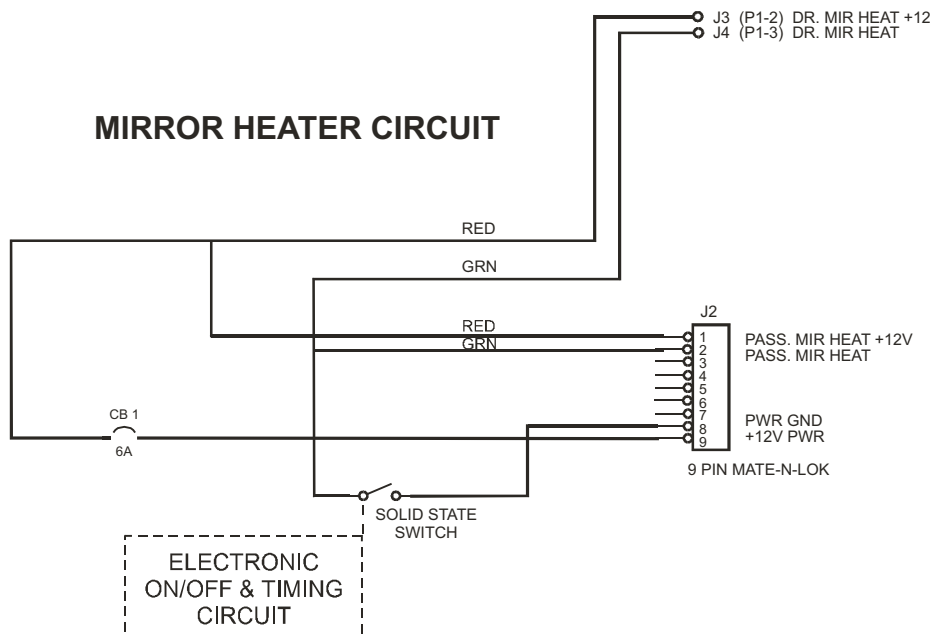 J3 (P1-2) DR. MIR HEAT +12
J4 (P1-3) DR. MIR HEAT
MIRROR HEATER CIRCUIT
RED
GRN
J2
RED
GRN
1 PASS. MIR HEAT +12V
2 PASS. MIR HEAT
3
4
5
6
7
8 PWR GND
9 +12V PWR
CB 1
6A
9 PIN MATE-N-LOK
SOLID STATE
SWITCH
ELECTRONIC
ON/OFF & TIMING
CIRCUIT